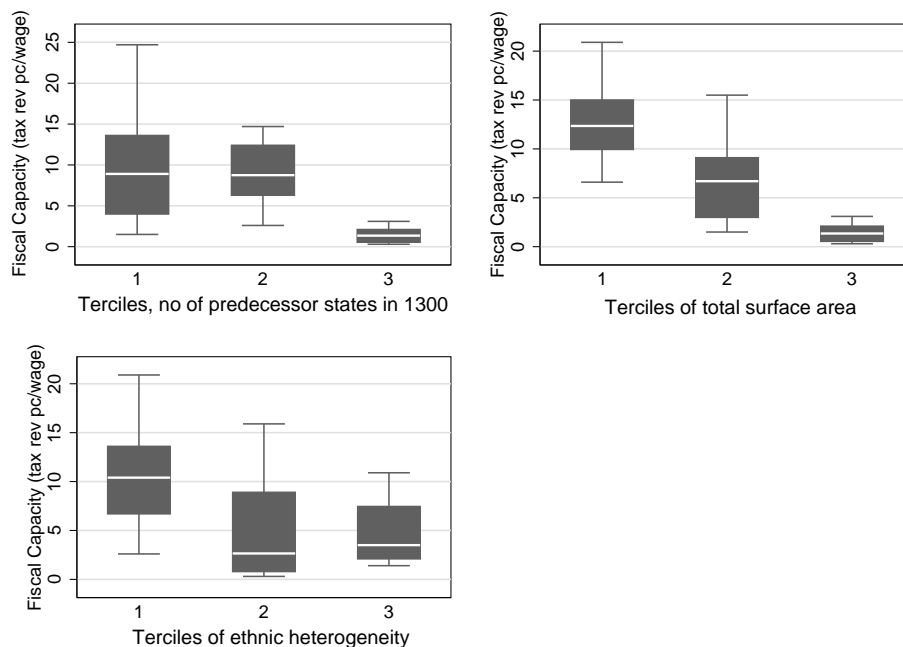 Fiscal Capacity (tax rev pc/wage)
25
20
15
10
5
0
1 2 3
Terciles, no of predecessor states in 1300
Fiscal Capacity (tax rev pc/wage)
20
15
10
5
0
1 2 3
Terciles of total surface area
Fiscal Capacity (tax rev pc/wage)
20
15
10
5
0
1 2 3
Terciles of ethnic heterogeneity